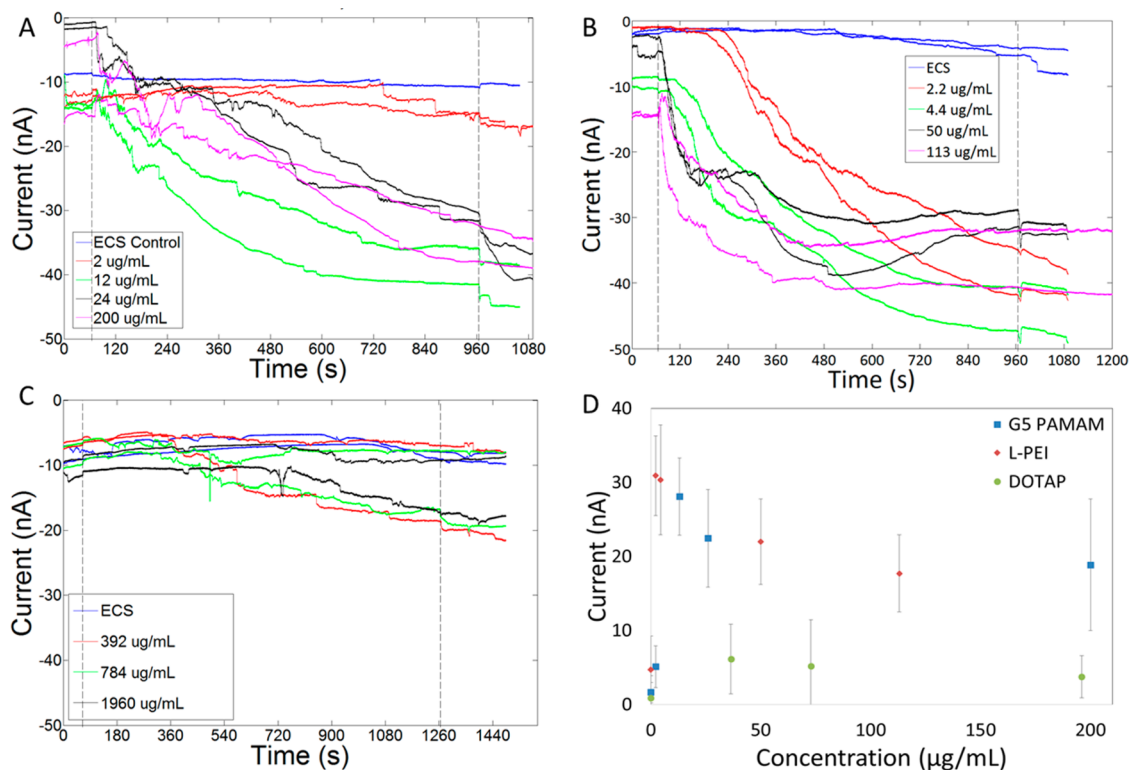 A
0
-10
-20
-30
-40
-50
Current (nA)
ECS Control
2 ug/mL
12 ug/mL
24 ug/mL
200 ug/mL
0 120 240 360 480 600 720 840 960 1080
Time (s)
B
0
-10
-20
-30
-40
-50
Current (nA)
ECS
2.2 ug/mL
4.4 ug/mL
50 ug/mL
113 ug/mL
0 120 240 360 480 600 720 840 960 1080 1200
Time (s)
C
0
-10
-20
-30
-40
-50
Current (nA)
ECS
392 ug/mL
784 ug/mL
1960 ug/mL
0 180 360 540 720 900 1080 1260 1440
Time (s)
D
40
30
20
10
0
Current (nA)
G5 PAMAM
L-PEI
DOTAP
0 50 100 150 200
Concentration (µg/mL)